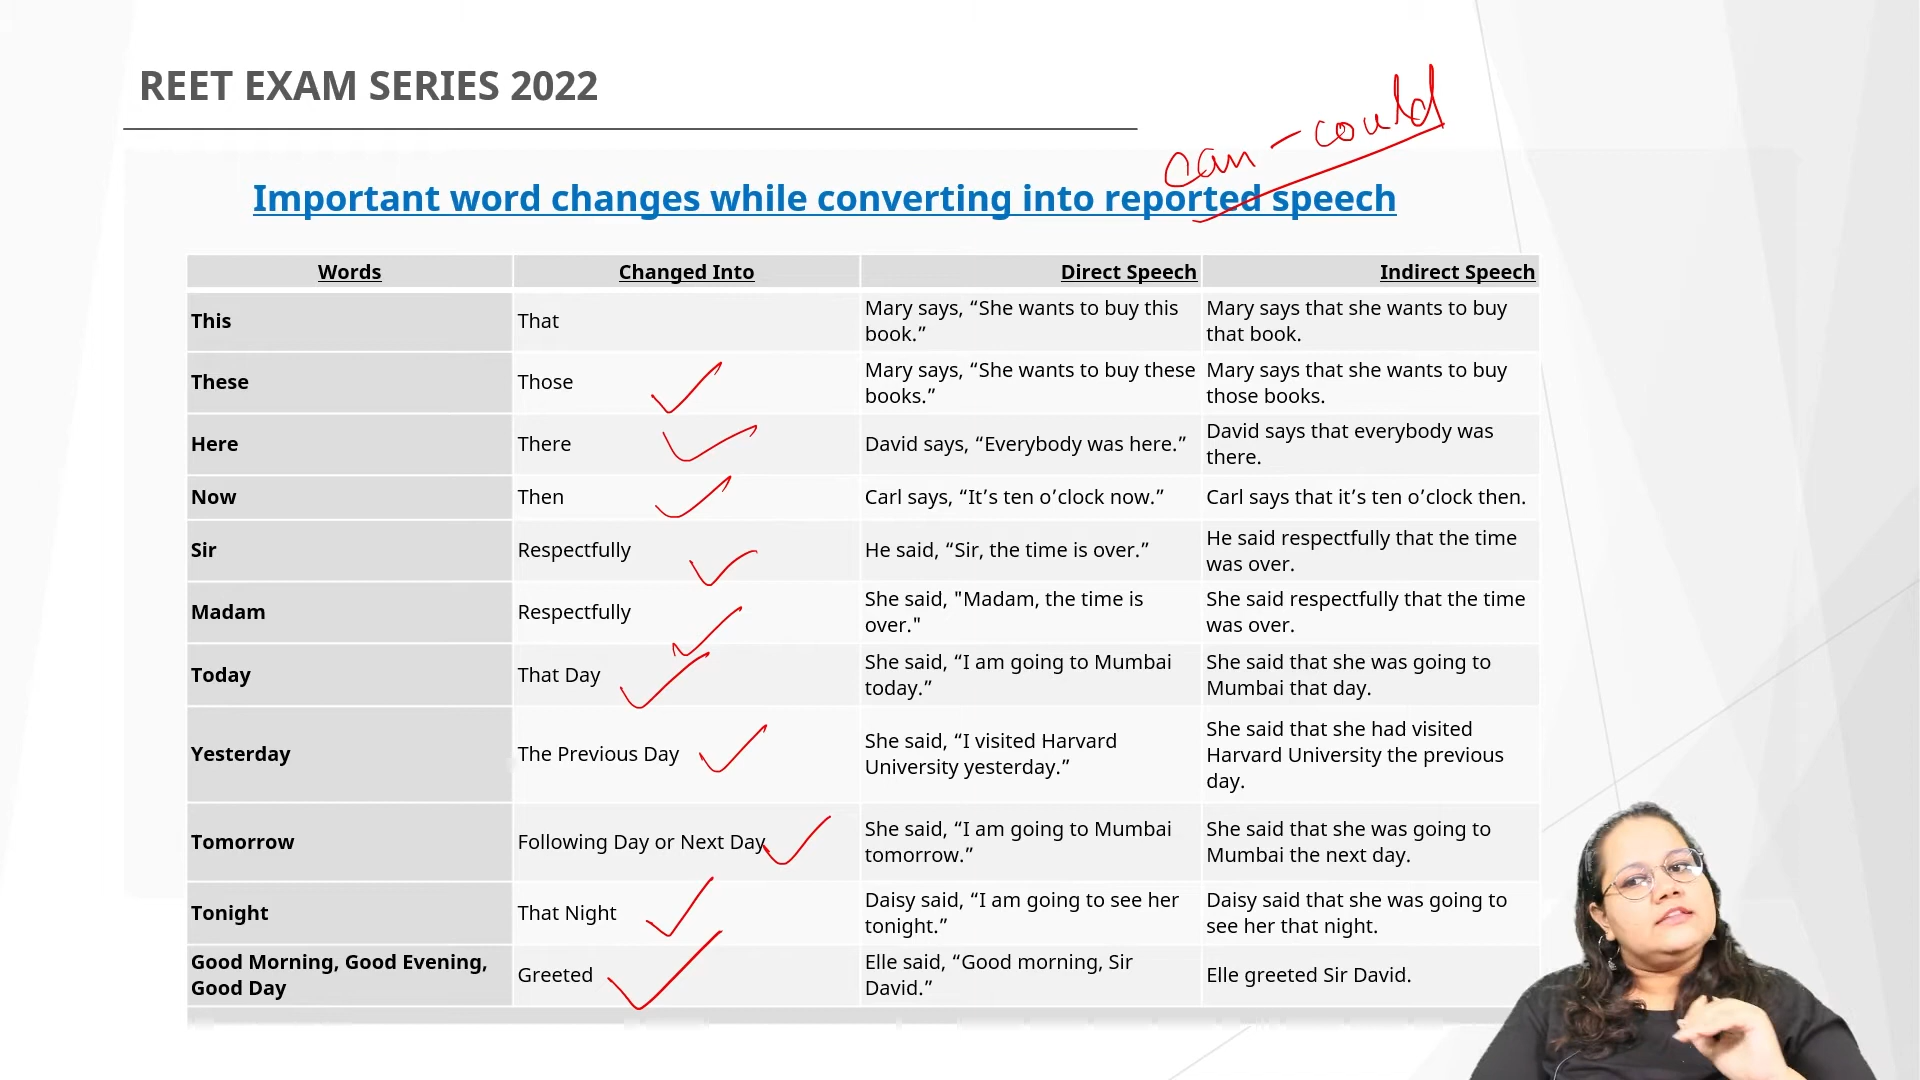 REET EXAM SERIES 2022
can - could
Important word changes while converting into reported speech
Words Changed Into Direct Speech Indirect Speech
This That Mary says, “She wants to buy this book.” Mary says that she wants to buy that book.
These Those Mary says, “She wants to buy these books.” Mary says that she wants to buy those books.
Here There David says, “Everybody was here.” David says that everybody was there.
Now Then Carl says, “It’s ten o’clock now.” Carl says that it’s ten o’clock then.
Sir Respectfully He said, “Sir, the time is over.” He said respectfully that the time was over.
Madam Respectfully She said, "Madam, the time is over." She said respectfully that the time was over.
Today That Day She said, “I am going to Mumbai today.” She said that she was going to Mumbai that day.
Yesterday The Previous Day She said, “I visited Harvard University yesterday.” She said that she had visited Harvard University the previous day.
Tomorrow Following Day or Next Day She said, “I am going to Mumbai tomorrow.” She said that she was going to Mumbai the next day.
Tonight That Night Daisy said, “I am going to see her tonight.” Daisy said that she was going to see her that night.
Good Morning, Good Evening, Good Day Greeted Elle said, “Good morning, Sir David.” Elle greeted Sir David.